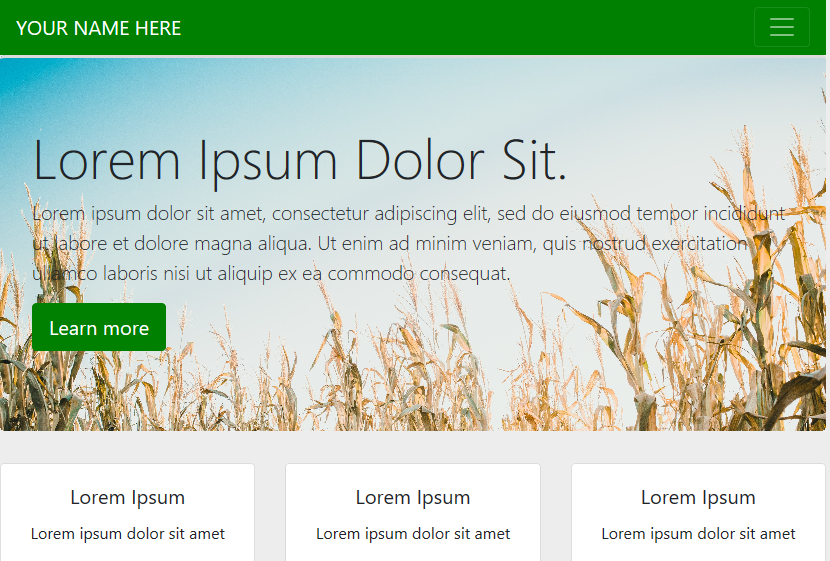 YOUR NAME HERE
Lorem Ipsum Dolor Sit.
Lorem ipsum dolor sit amet, consectetur adipiscing elit, sed do eiusmod tempor incididunt
ut labore et dolore magna aliqua. Ut enim ad minim veniam, quis nostrud exercitation
ullamco laboris nisi ut aliquip ex ea commodo consequat.
Learn more
Lorem Ipsum
Lorem ipsum dolor sit amet
Lorem Ipsum
Lorem ipsum dolor sit amet
Lorem Ipsum
Lorem ipsum dolor sit amet